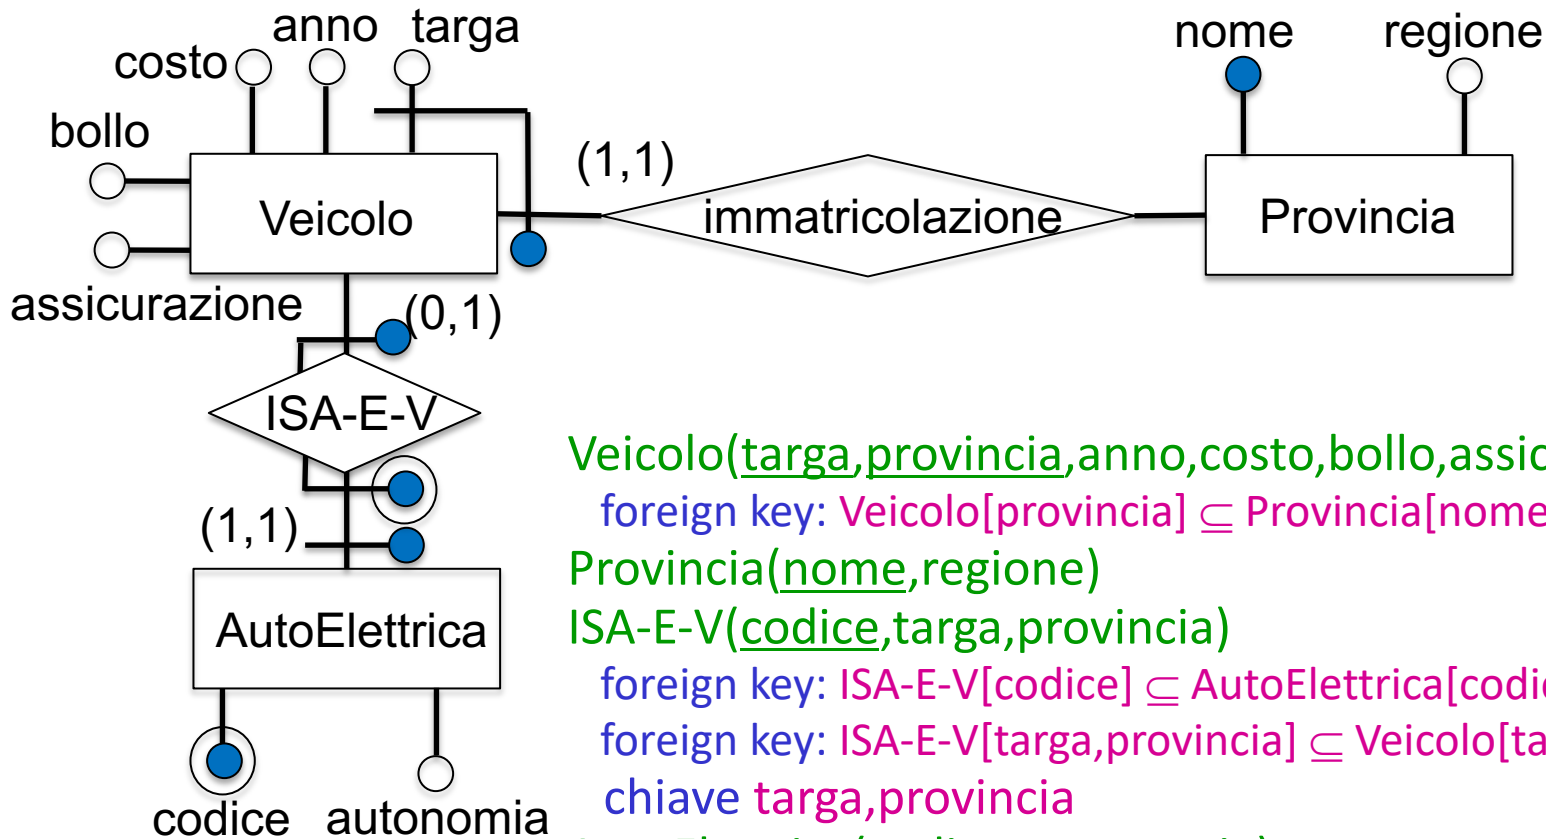 costo anno targa
bollo
Veicolo
assicurazione
(1,1)
immatricolazione
nome regione
Provincia
(0,1)
ISA-E-V
(1,1)
AutoElettrica
codice autonomia
Veicolo(targa,provincia,anno,costo,bollo,assic
foreign key: Veicolo[provincia] ⊆ Provincia[nome
Provincia(nome,regione)
ISA-E-V(codice,targa,provincia)
foreign key: ISA-E-V[codice] ⊆ AutoElettrica[codic
foreign key: ISA-E-V[targa,provincia] ⊆ Veicolo[ta
chiave targa,provincia